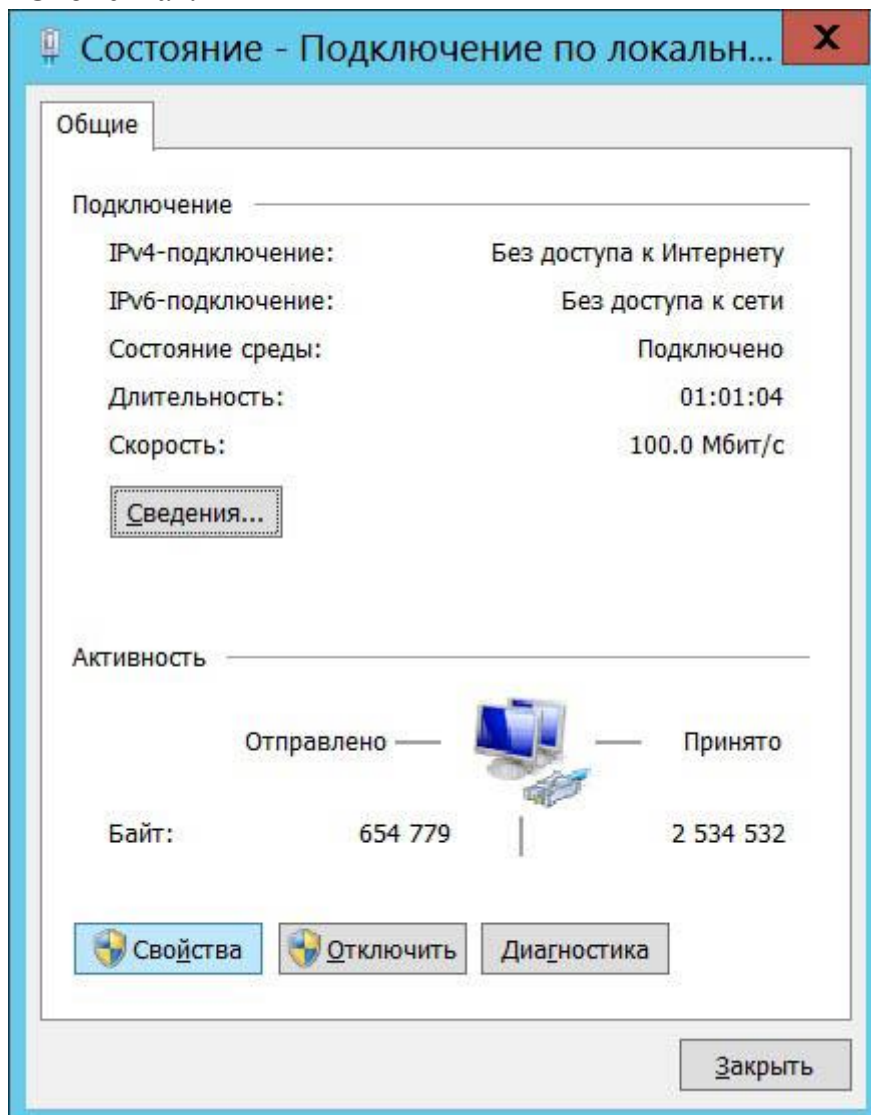 Состояние - Подключение по локальн...
X
Общие
Подключение
IPv4-подключение: Без доступа к Интернету
IPv6-подключение: Без доступа к сети
Состояние среды: Подключено
Длительность: 01:01:04
Скорость: 100.0 Мбит/с
Сведения...
Активность
Отправлено Принято
Байт: 654 779 2 534 532
Свойства Отключить Диагностика
Закрыть